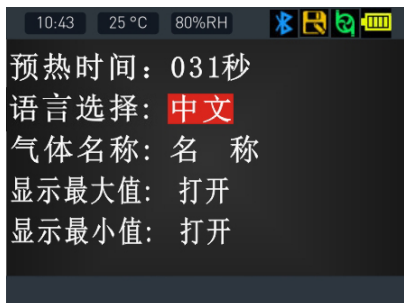 10:43 25 °C 80%RH
预热时间：031秒
语言选择：中文
气体名称：名 称
显示最大值：打开
显示最小值：打开